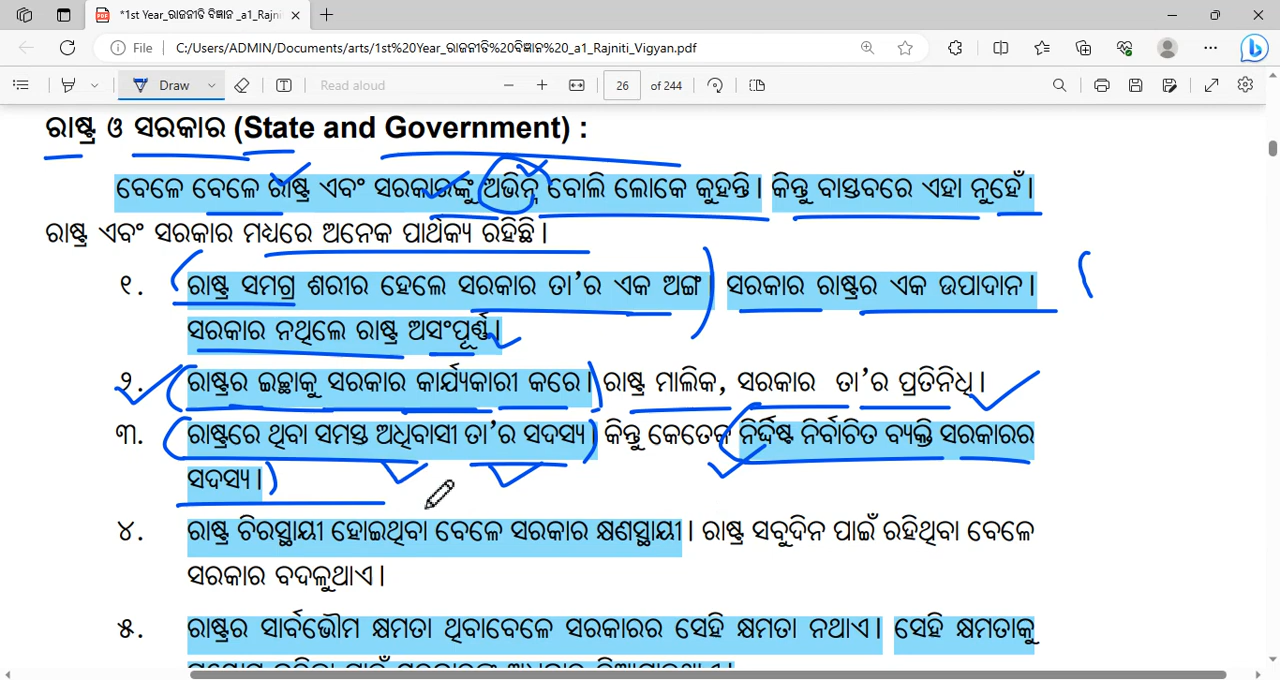 *1st Year_ରାଜନୀତି ବିଜ୍ଞାନ _a1_Rajni
File C:/Users/ADMIN/Documents/arts/1st%20Year_ରାଜନୀତି%20ବିଜ୍ଞାନ%20_a1_Rajniti_Vigyan.pdf
Draw Read aloud 26 of 244
ରାଷ୍ଟ୍ର ଓ ସରକାର (State and Government) :
ବେଳେ ବେଳେ ରାଷ୍ଟ୍ର ଏବଂ ସରକାରଙ୍କୁ ଅଭିନ୍ନ ବୋଲି ଲୋକେ କୁହନ୍ତି। କିନ୍ତୁ ବାସ୍ତବରେ ଏହା ନୁହେଁ।
ରାଷ୍ଟ୍ର ଏବଂ ସରକାର ମଧ୍ୟରେ ଅନେକ ପାର୍ଥକ୍ୟ ରହିଛି।
୧. ରାଷ୍ଟ୍ର ସମଗ୍ର ଶରୀର ହେଲେ ସରକାର ତା’ର ଏକ ଅଙ୍ଗ। ସରକାର ରାଷ୍ଟ୍ରର ଏକ ଉପାଦାନ।
ସରକାର ନଥିଲେ ରାଷ୍ଟ୍ର ଅସଂପୂର୍ଣ୍ଣ।
୨. ରାଷ୍ଟ୍ରର ଇଚ୍ଛାକୁ ସରକାର କାର୍ଯ୍ୟକାରୀ କରେ। ରାଷ୍ଟ୍ର ମାଲିକ, ସରକାର ତା’ର ପ୍ରତିନିଧି।
୩. ରାଷ୍ଟ୍ରରେ ଥିବା ସମସ୍ତ ଅଧିବାସୀ ତା’ର ସଦସ୍ୟ। କିନ୍ତୁ କେତେକ ନିର୍ଦ୍ଦିଷ୍ଟ ନିର୍ବାଚିତ ବ୍ୟକ୍ତି ସରକାରର
ସଦସ୍ୟ।
୪. ରାଷ୍ଟ୍ର ଚିରସ୍ଥାୟୀ ହୋଇଥିବା ବେଳେ ସରକାର କ୍ଷଣସ୍ଥାୟୀ। ରାଷ୍ଟ୍ର ସବୁଦିନ ପାଇଁ ରହିଥିବା ବେଳେ
ସରକାର ବଦଳୁଥାଏ।
୫. ରାଷ୍ଟ୍ରର ସାର୍ବଭୌମ କ୍ଷମତା ଥିବାବେଳେ ସରକାରର ସେହି କ୍ଷମତା ନଥାଏ। ସେହି କ୍ଷମତାକୁ